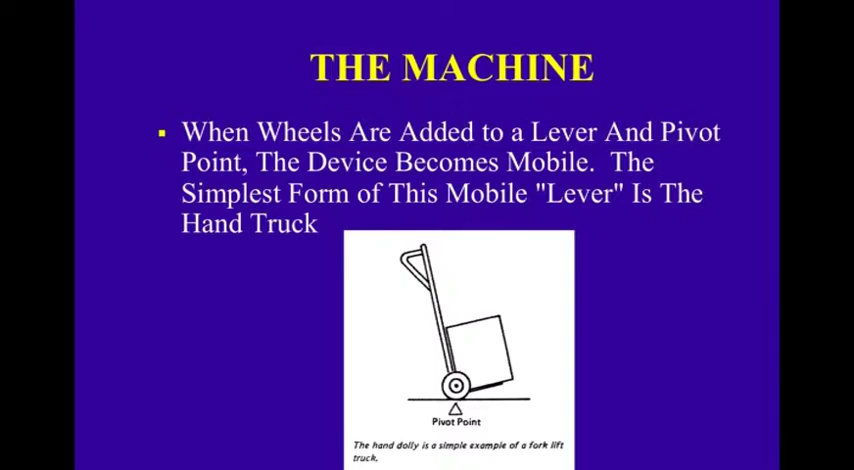 THE MACHINE
When Wheels Are Added to a Lever And Pivot
Point, The Device Becomes Mobile.  The
Simplest Form of This Mobile "Lever" Is The
Hand Truck
Pivot Point
The hand dolly is a simple example of a fork lift
truck.